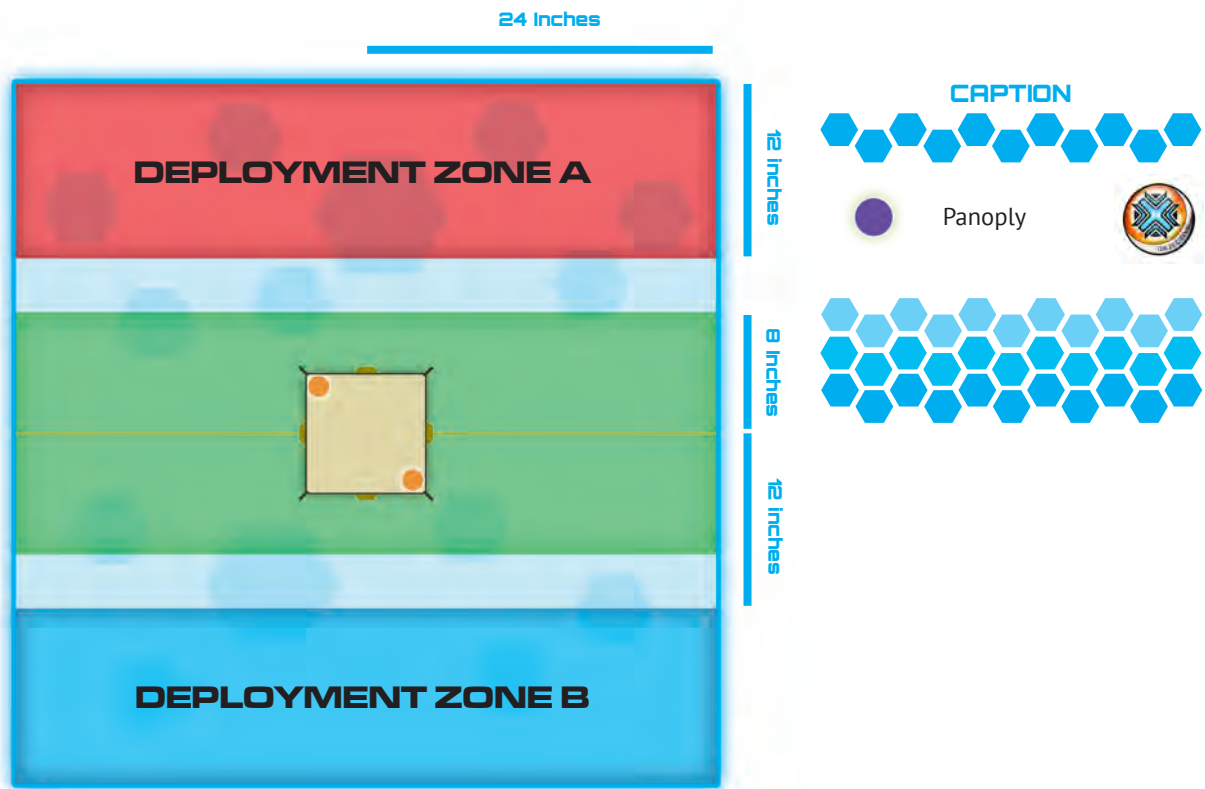 24 Inches
CAPTION
12 inches
DEPLOYMENT ZONE A
Panoply
8 Inches
12 inches
DEPLOYMENT ZONE B